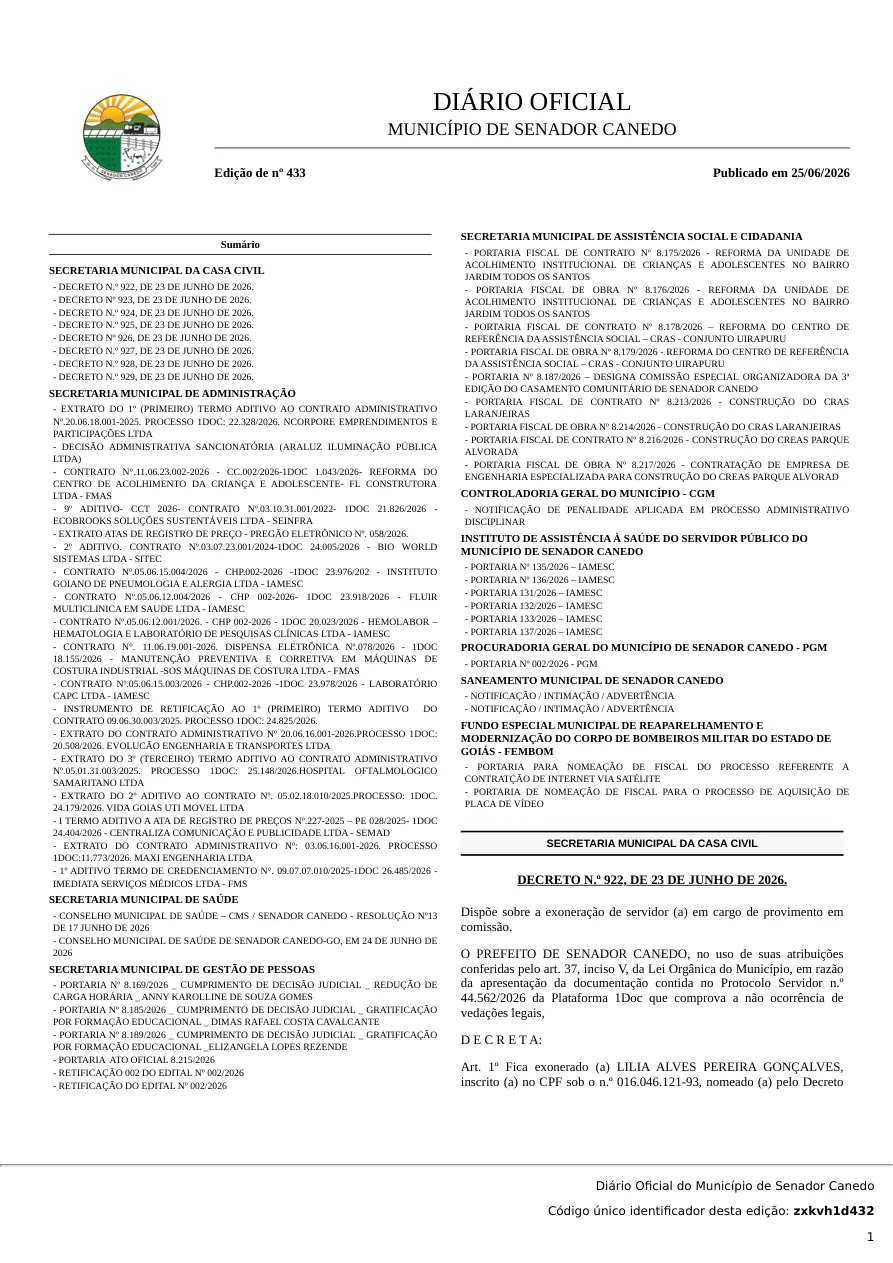 DIÁRIO OFICIAL
MUNICÍPIO DE SENADOR CANEDO
Edição de nº 433
Publicado em 25/06/2026
SENADOR CANEDO
Sumário
SECRETARIA MUNICIPAL DA CASA CIVIL
- DECRETO N.º 922, DE 23 DE JUNHO DE 2026.
- DECRETO Nº 923, DE 23 DE JUNHO DE 2026.
- DECRETO N.º 924, DE 23 DE JUNHO DE 2026.
- DECRETO N.º 925, DE 23 DE JUNHO DE 2026.
- DECRETO Nº 926, DE 23 DE JUNHO DE 2026.
- DECRETO N.º 927, DE 23 DE JUNHO DE 2026.
- DECRETO N.º 928, DE 23 DE JUNHO DE 2026.
- DECRETO N.º 929, DE 23 DE JUNHO DE 2026.
SECRETARIA MUNICIPAL DE ADMINISTRAÇÃO
- EXTRATO DO 1º (PRIMEIRO) TERMO ADITIVO AO CONTRATO ADMINISTRATIVO
Nº.20.06.18.001-2025. PROCESSO 1DOC: 22.328/2026. NCORPORE EMPRENDIMENTOS E
PARTICIPAÇÕES LTDA
- DECISÃO ADMINISTRATIVA SANCIONATÓRIA (ARALUZ ILUMINAÇÃO PÚBLICA
LTDA)
- CONTRATO N°.11.06.23.002-2026 - CC.002/2026-1DOC 1.043/2026- REFORMA DO
CENTRO DE ACOLHIMENTO DA CRIANÇA E ADOLESCENTE- FL CONSTRUTORA
LTDA - FMAS
- 9º ADITIVO- CCT 2026- CONTRATO Nº.03.10.31.001/2022- 1DOC 21.826/2026 -
ECOBROOKS SOLUÇÕES SUSTENTÁVEIS LTDA - SEINFRA
- EXTRATO ATAS DE REGISTRO DE PREÇO - PREGÃO ELETRÔNICO Nº. 058/2026.
- 2º ADITIVO. CONTRATO Nº.03.07.23.001/2024-1DOC 24.005/2026 - BIO WORLD
SISTEMAS LTDA - SITEC
- CONTRATO Nº.05.06.15.004/2026 - CHP.002-2026 -1DOC 23.976/202 - INSTITUTO
GOIANO DE PNEUMOLOGIA E ALERGIA LTDA - IAMESC
- CONTRATO Nº.05.06.12.004/2026 - CHP 002-2026- 1DOC 23.918/2026 - FLUIR
MULTICLINICA EM SAUDE LTDA - IAMESC
- CONTRATO Nº.05.06.12.001/2026. - CHP 002-2026 - 1DOC 20.023/2026 - HEMOLABOR –
HEMATOLOGIA E LABORATÓRIO DE PESQUISAS CLÍNICAS LTDA - IAMESC
- CONTRATO N°. 11.06.19.001-2026. DISPENSA ELETRÔNICA Nº.078/2026 - 1DOC
18.155/2026 - MANUTENÇÃO PREVENTIVA E CORRETIVA EM MÁQUINAS DE
COSTURA INDUSTRIAL -SOS MÁQUINAS DE COSTURA LTDA - FMAS
- CONTRATO Nº.05.06.15.003/2026 - CHP.002-2026 -1DOC 23.978/2026 - LABORATÓRIO
CAPC LTDA - IAMESC
- INSTRUMENTO DE RETIFICAÇÃO AO 1º (PRIMEIRO) TERMO ADITIVO DO
CONTRATO 09.06.30.003/2025. PROCESSO 1DOC: 24.825/2026.
- EXTRATO DO CONTRATO ADMINISTRATIVO Nº 20.06.16.001-2026.PROCESSO 1DOC:
20.508/2026. EVOLUCÃO ENGENHARIA E TRANSPORTES LTDA
- EXTRATO DO 3º (TERCEIRO) TERMO ADITIVO AO CONTRATO ADMINISTRATIVO
Nº.05.01.31.003/2025. PROCESSO 1DOC: 25.148/2026.HOSPITAL OFTALMOLOGICO
SAMARITANO LTDA
- EXTRATO DO 2º ADITIVO AO CONTRATO Nº. 05.02.18.010/2025.PROCESSO: 1DOC.
24.179/2026. VIDA GOIAS UTI MOVEL LTDA
- I TERMO ADITIVO A ATA DE REGISTRO DE PREÇOS Nº.227-2025 – PE 028/2025- 1DOC
24.404/2026 - CENTRALIZA COMUNICAÇÃO E PUBLICIDADE LTDA - SEMAD
- EXTRATO DO CONTRATO ADMINISTRATIVO Nº: 03.06.16.001-2026. PROCESSO
1DOC:11.773/2026. MAXI ENGENHARIA LTDA
- 1º ADITIVO TERMO DE CREDENCIAMENTO N°. 09.07.07.010/2025-1DOC 26.485/2026 -
IMEDIATA SERVIÇOS MÉDICOS LTDA - FMS
SECRETARIA MUNICIPAL DE SAÚDE
- CONSELHO MUNICIPAL DE SAÚDE – CMS / SENADOR CANEDO - RESOLUÇÃO Nº13
DE 17 JUNHO DE 2026
- CONSELHO MUNICIPAL DE SAÚDE DE SENADOR CANEDO-GO, EM 24 DE JUNHO DE
2026
SECRETARIA MUNICIPAL DE GESTÃO DE PESSOAS
- PORTARIA Nº 8.169/2026 _ CUMPRIMENTO DE DECISÃO JUDICIAL _ REDUÇÃO DE
CARGA HORÁRIA _ ANNY KAROLLINE DE SOUZA GOMES
- PORTARIA Nº 8.185/2026 _ CUMPRIMENTO DE DECISÃO JUDICIAL _ GRATIFICAÇÃO
POR FORMAÇÃO EDUCACIONAL _ DIMAS RAFAEL COSTA CAVALCANTE
- PORTARIA Nº 8.189/2026 _ CUMPRIMENTO DE DECISÃO JUDICIAL _ GRATIFICAÇÃO
POR FORMAÇÃO EDUCACIONAL _ELIZANGELA LOPES REZENDE
- PORTARIA ATO OFICIAL 8.215/2026
- RETIFICAÇÃO 002 DO EDITAL Nº 002/2026
- RETIFICAÇÃO DO EDITAL Nº 002/2026
SECRETARIA MUNICIPAL DE ASSISTÊNCIA SOCIAL E CIDADANIA
- PORTARIA FISCAL DE CONTRATO Nº 8.175/2026 - REFORMA DA UNIDADE DE
ACOLHIMENTO INSTITUCIONAL DE CRIANÇAS E ADOLESCENTES NO BAIRRO
JARDIM TODOS OS SANTOS
- PORTARIA FISCAL DE OBRA Nº 8.176/2026 - REFORMA DA UNIDADE DE
ACOLHIMENTO INSTITUCIONAL DE CRIANÇAS E ADOLESCENTES NO BAIRRO
JARDIM TODOS OS SANTOS
- PORTARIA FISCAL DE CONTRATO Nº 8.178/2026 – REFORMA DO CENTRO DE
REFERÊNCIA DA ASSISTÊNCIA SOCIAL – CRAS - CONJUNTO UIRAPURU
- PORTARIA FISCAL DE OBRA Nº 8.179/2026 - REFORMA DO CENTRO DE REFERÊNCIA
DA ASSISTÊNCIA SOCIAL – CRAS - CONJUNTO UIRAPURU
- PORTARIA Nº 8.187/2026 – DESIGNA COMISSÃO ESPECIAL ORGANIZADORA DA 3ª
EDIÇÃO DO CASAMENTO COMUNITÁRIO DE SENADOR CANEDO
- PORTARIA FISCAL DE CONTRATO Nº 8.213/2026 - CONSTRUÇÃO DO CRAS
LARANJEIRAS
- PORTARIA FISCAL DE OBRA Nº 8.214/2026 - CONSTRUÇÃO DO CRAS LARANJEIRAS
- PORTARIA FISCAL DE CONTRATO Nº 8.216/2026 - CONSTRUÇÃO DO CREAS PARQUE
ALVORADA
- PORTARIA FISCAL DE OBRA Nº 8.217/2026 - CONTRATAÇÃO DE EMPRESA DE
ENGENHARIA ESPECIALIZADA PARA CONSTRUÇÃO DO CREAS PARQUE ALVORAD
CONTROLADORIA GERAL DO MUNICÍPIO - CGM
- NOTIFICAÇÃO DE PENALIDADE APLICADA EM PROCESSO ADMINISTRATIVO
DISCIPLINAR
INSTITUTO DE ASSISTÊNCIA À SAÚDE DO SERVIDOR PÚBLICO DO
MUNICÍPIO DE SENADOR CANEDO
- PORTARIA Nº 135/2026 – IAMESC
- PORTARIA Nº 136/2026 – IAMESC
- PORTARIA 131/2026 – IAMESC
- PORTARIA 132/2026 – IAMESC
- PORTARIA 133/2026 – IAMESC
- PORTARIA 137/2026 – IAMESC
PROCURADORIA GERAL DO MUNICÍPIO DE SENADOR CANEDO - PGM
- PORTARIA Nº 002/2026 - PGM
SANEAMENTO MUNICIPAL DE SENADOR CANEDO
- NOTIFICAÇÃO / INTIMAÇÃO / ADVERTÊNCIA
- NOTIFICAÇÃO / INTIMAÇÃO / ADVERTÊNCIA
FUNDO ESPECIAL MUNICIPAL DE REAPARELHAMENTO E
MODERNIZAÇÃO DO CORPO DE BOMBEIROS MILITAR DO ESTADO DE
GOIÁS - FEMBOM
- PORTARIA PARA NOMEAÇÃO DE FISCAL DO PROCESSO REFERENTE A
CONTRATÇÃO DE INTERNET VIA SATÉLITE
- PORTARIA DE NOMEAÇÃO DE FISCAL PARA O PROCESSO DE AQUISIÇÃO DE
PLACA DE VÍDEO
SECRETARIA MUNICIPAL DA CASA CIVIL
DECRETO N.º 922, DE 23 DE JUNHO DE 2026.
Dispõe sobre a exoneração de servidor (a) em cargo de provimento em
comissão.
O PREFEITO DE SENADOR CANEDO, no uso de suas atribuições
conferidas pelo art. 37, inciso V, da Lei Orgânica do Município, em razão
da apresentação da documentação contida no Protocolo Servidor n.º
44.562/2026 da Plataforma 1Doc que comprova a não ocorrência de
vedações legais,
D E C R E T A:
Art. 1º Fica exonerado (a) LILIA ALVES PEREIRA GONÇALVES,
inscrito (a) no CPF sob o n.º 016.046.121-93, nomeado (a) pelo Decreto
Diário Oficial do Município de Senador Canedo
Código único identificador desta edição: zxkvh1d432
1